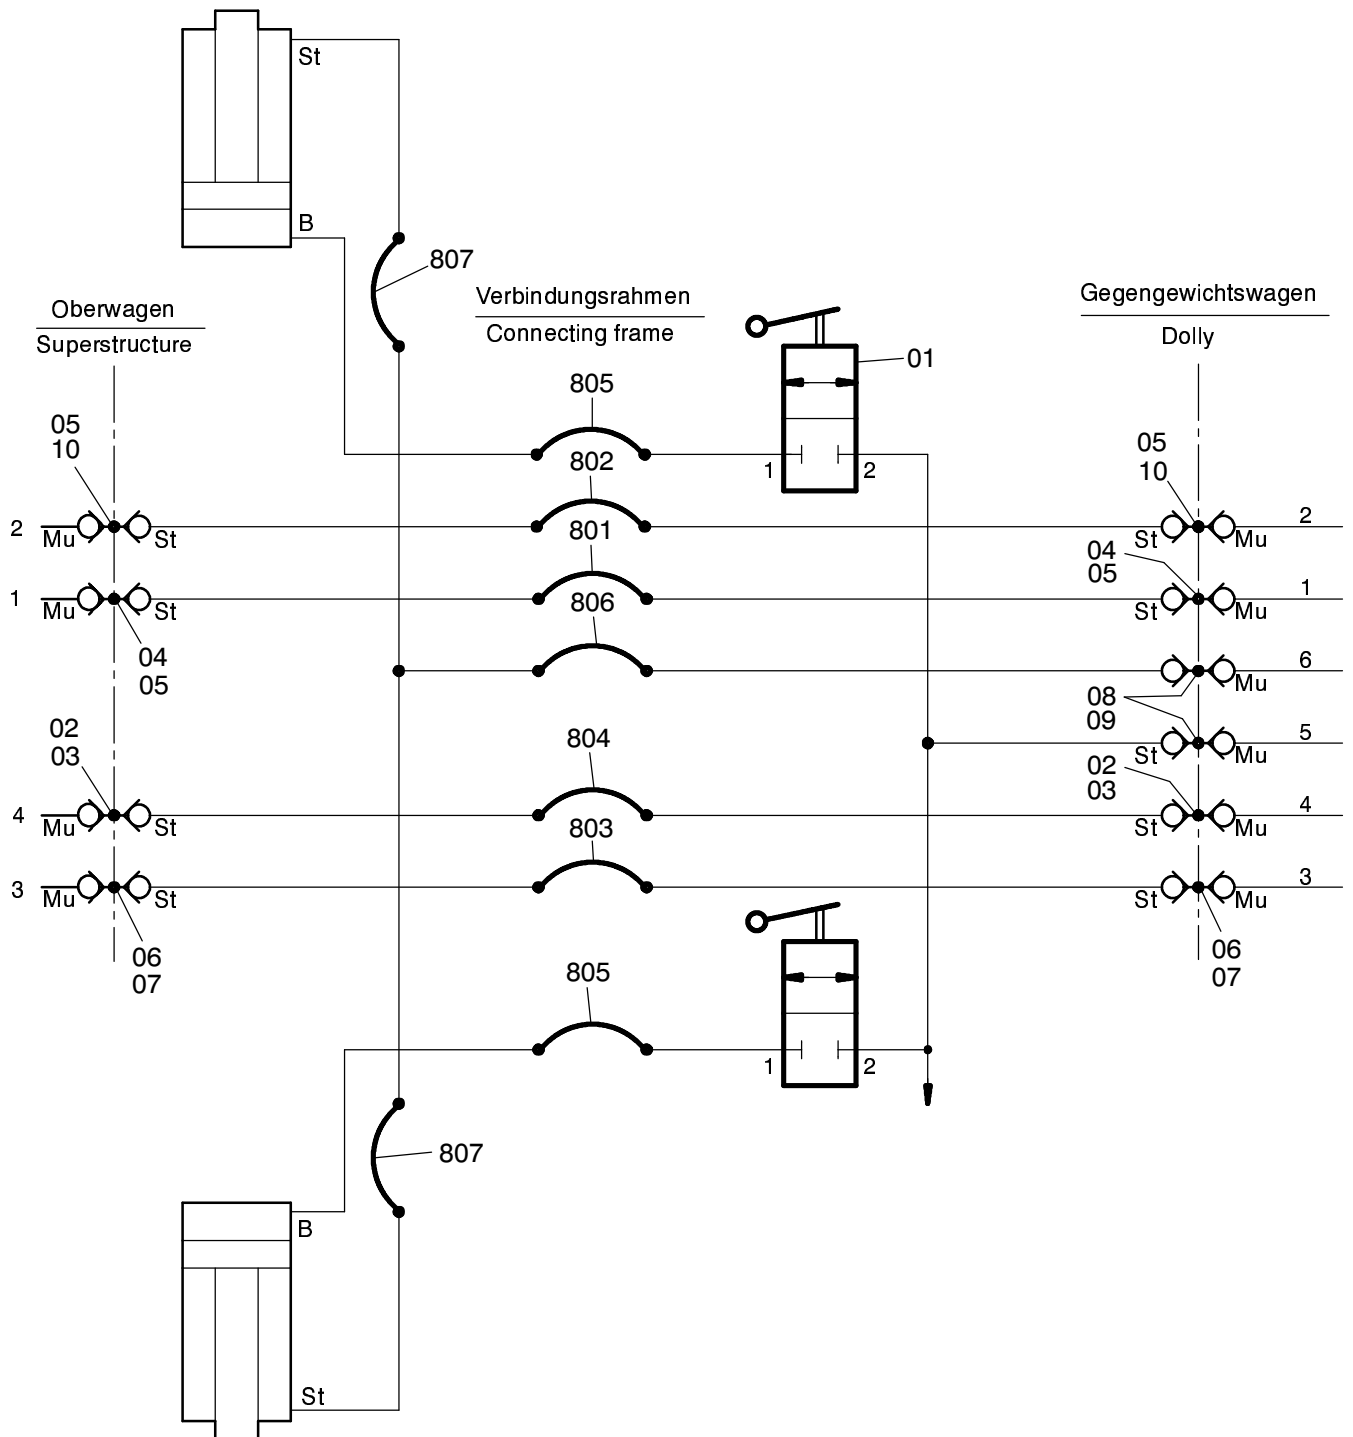 St
B
807
Oberwagen
Superstructure
Verbindungsrahmen
Connecting frame
Gegengewichtswagen
Dolly
01
805
05
10
05
10
1
2
802
2
Mu
St
St
Mu
2
801
04
05
1
Mu
St
St
Mu
1
806
04
05
6
Mu
08
09
02
03
804
5
St
Mu
02
03
4
Mu
St
St
Mu
4
803
3
Mu
St
St
Mu
3
06
07
06
07
805
1
2
807
B
St